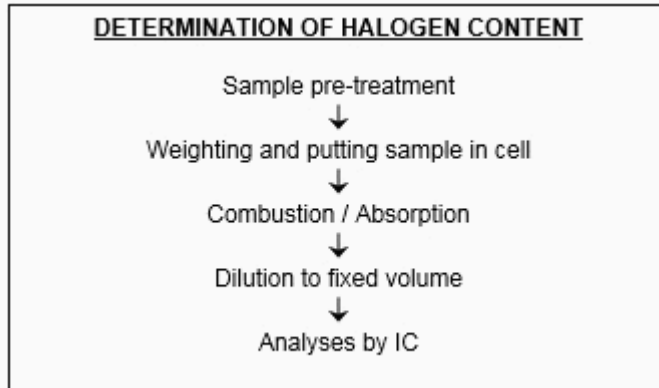 DETERMINATION OF HALOGEN CONTENT
Sample pre-treatment
↓
Weighting and putting sample in cell
↓
Combustion / Absorption
↓
Dilution to fixed volume
↓
Analyses by IC